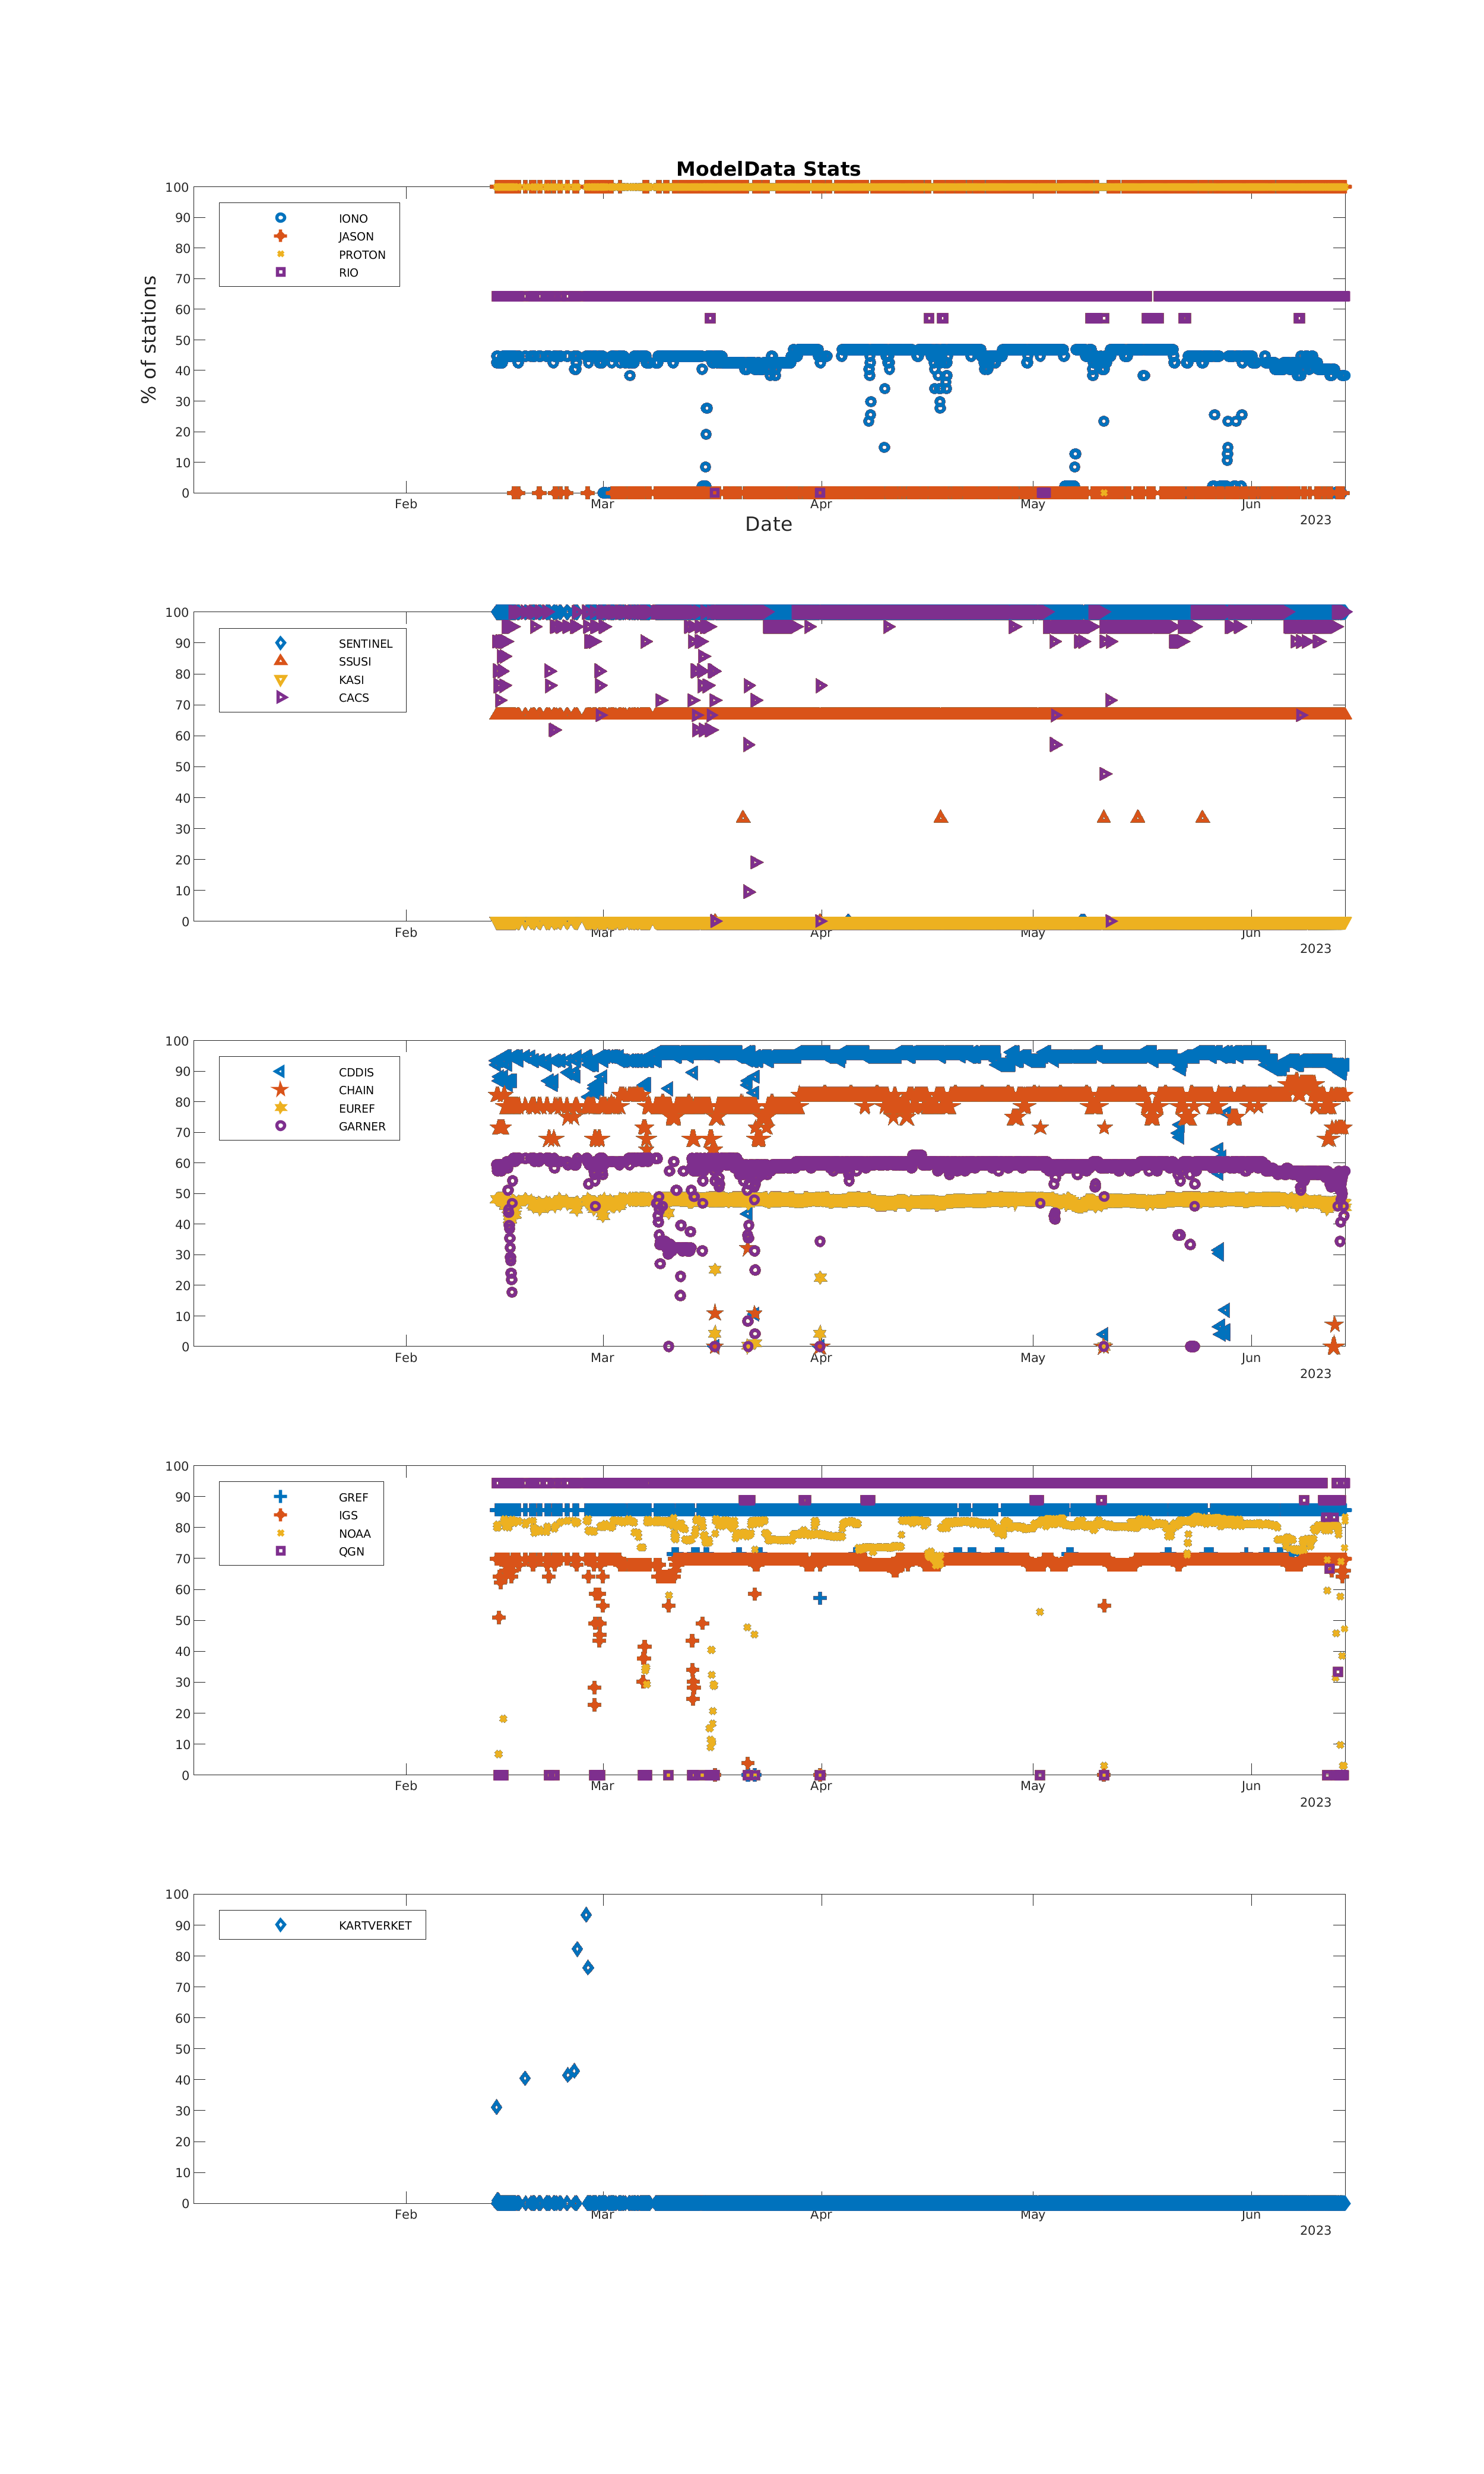 ModelData Stats
% of stations
100
90
80
70
60
50
40
30
20
10
0
IONO
JASON
PROTON
RIO
Feb Mar Apr May Jun
2023
Date
100
90
80
70
60
50
40
30
20
10
0
SENTINEL
SSUSI
KASI
CACS
Feb Mar Apr May Jun
2023
100
90
80
70
60
50
40
30
20
10
0
CDDIS
CHAIN
EUREF
GARNER
Feb Mar Apr May Jun
2023
100
90
80
70
60
50
40
30
20
10
0
GREF
IGS
NOAA
QGN
Feb Mar Apr May Jun
2023
100
90
80
70
60
50
40
30
20
10
0
KARTVERKET
Feb Mar Apr May Jun
2023